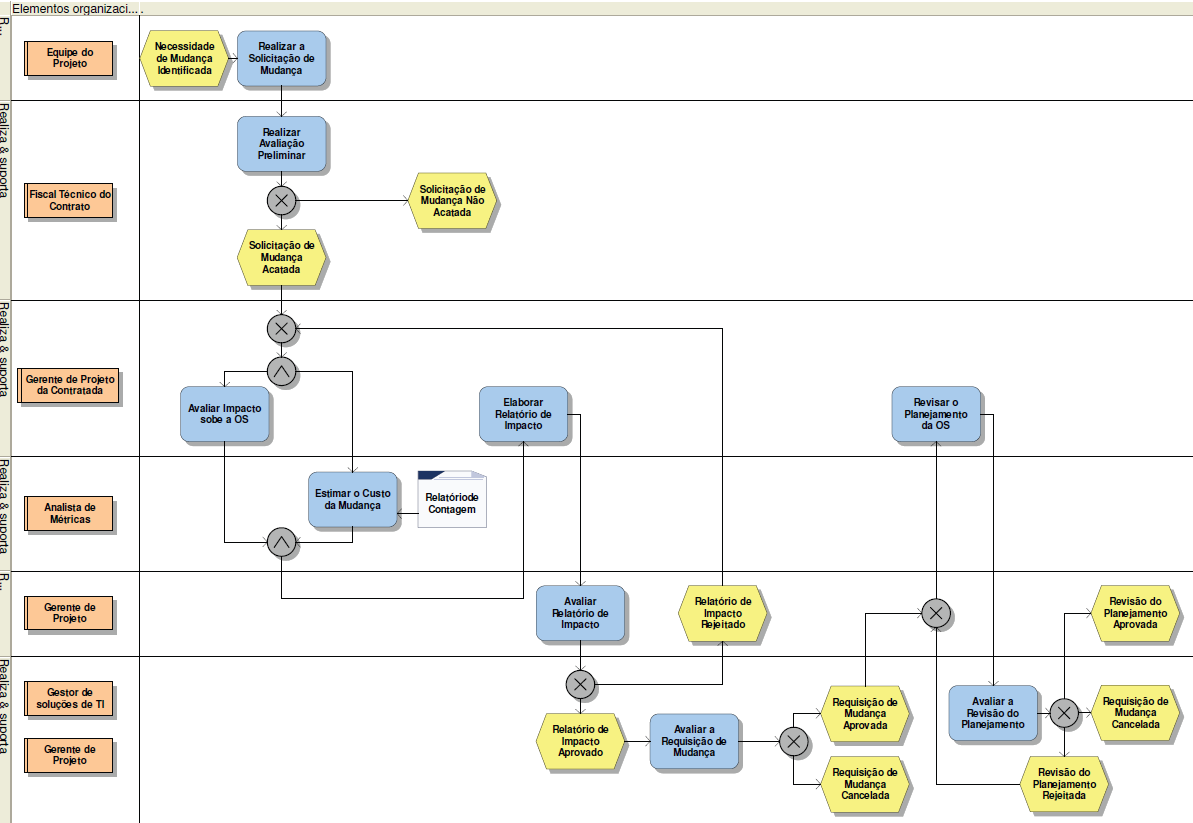 Elementos organizaci... .
R...
Equipe do
Projeto
Necessidade
de Mudança
Identificada
Realizar a
Solicitação de
Mudança
Realiza & suporta
Fiscal Técnico do
Contrato
Realizar
Avaliação
Preliminar
Solicitação de
Mudança Não
Acatada
Solicitação de
Mudança
Acatada
Realiza & suporta
Gerente de Projeto
da Contratada
Avaliar Impacto
sobe a OS
Elaborar
Relatório de
Impacto
Revisar o
Planejamento
da OS
Realiza & suporta
Analista de
Métricas
Estimar o Custo
da Mudança
Relatóriode
Contagem
R...
Gerente de
Projeto
Avaliar
Relatório de
Impacto
Relatório de
Impacto
Rejeitado
Revisão do
Planejamento
Aprovada
Realiza & suporta
Gestor de
soluções de TI
Gerente de
Projeto
Relatório de
Impacto
Aprovado
Avaliar a
Requisição de
Mudança
Requisição de
Mudança
Aprovada
Requisição de
Mudança
Cancelada
Avaliar a
Revisão do
Planejamento
Requisição de
Mudança
Cancelada
Revisão do
Planejamento
Rejeitada